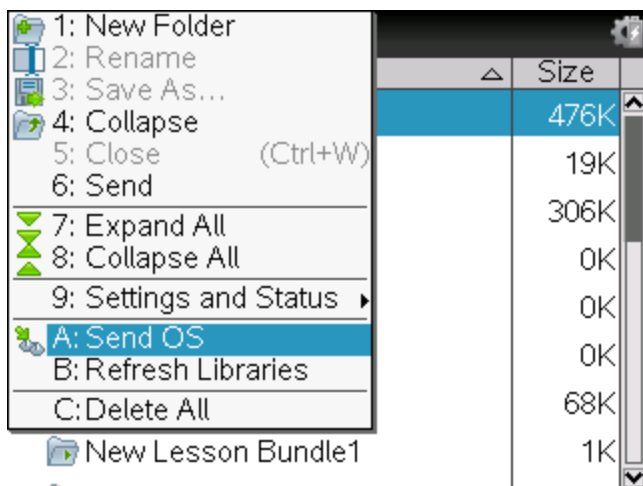 1: New Folder
2: Rename
3: Save As...
4: Collapse
5: Close (Ctrl+W)
6: Send
7: Expand All
8: Collapse All
9: Settings and Status
A: Send OS
B: Refresh Libraries
C: Delete All
Size
476K
19K
306K
0K
0K
0K
68K
New Lesson Bundle1 1K